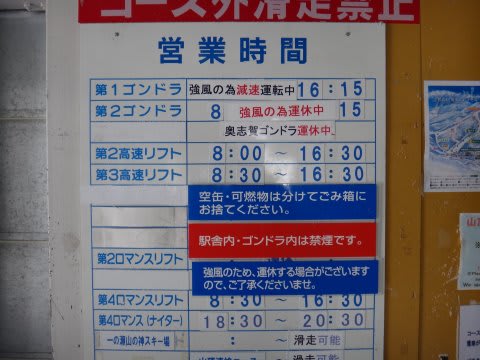 コース外滑走禁止
営業時間
第1ゴンドラ 強風の為減速運転中 16:15
第2ゴンドラ 8 強風の為運休中 15
奥志賀ゴンドラ運休中。
第2高速リフト 8:00 ~ 16:30
第3高速リフト 8:30 ~ 16:30
空缶・可燃物は分けてごみ箱に
お捨てください。
駅舎内・ゴンドラ内は禁煙です。
第2ロマンスリフト
強風のため、運休する場合がございます
ので、ご了承くださいませ。
第4ロマンスリフト 8:30 ~ 16:30
第4ロマンス(ナイター) 18:30 ~ 20:30
一の瀬山の神スキー場 : ~ 滑走可能